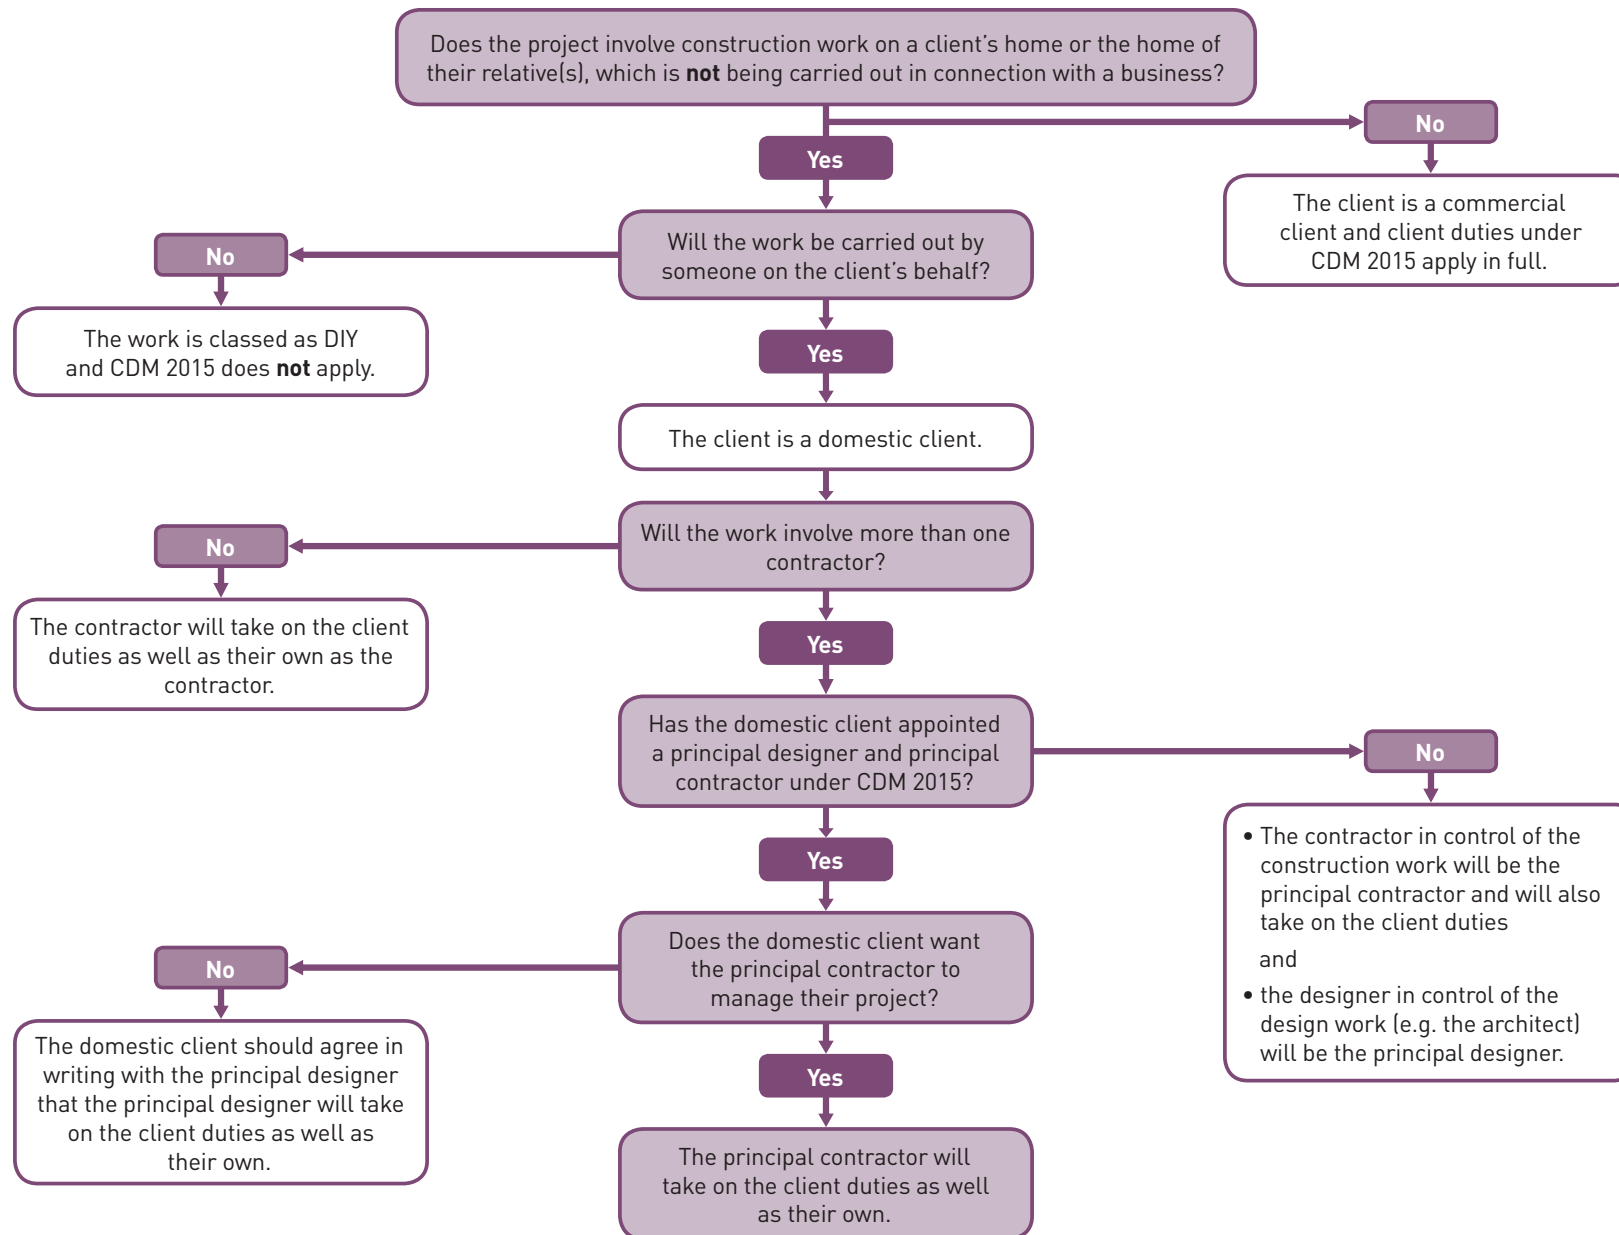 Does the project involve construction work on a client’s home or the home of
their relative(s), which is not being carried out in connection with a business?
No
Yes
The client is a commercial
client and client duties under
CDM 2015 apply in full.
Will the work be carried out by
someone on the client’s behalf?
No
The work is classed as DIY
and CDM 2015 does not apply.
Yes
The client is a domestic client.
Will the work involve more than one
contractor?
No
The contractor will take on the client
duties as well as their own as the
contractor.
Yes
Has the domestic client appointed
a principal designer and principal
contractor under CDM 2015?
No
• The contractor in control of the
construction work will be the
principal contractor and will also
take on the client duties
and
• the designer in control of the
design work (e.g. the architect)
will be the principal designer.
Yes
Does the domestic client want
the principal contractor to
manage their project?
No
The domestic client should agree in
writing with the principal designer
that the principal designer will take
on the client duties as well as
their own.
Yes
The principal contractor will
take on the client duties as well
as their own.